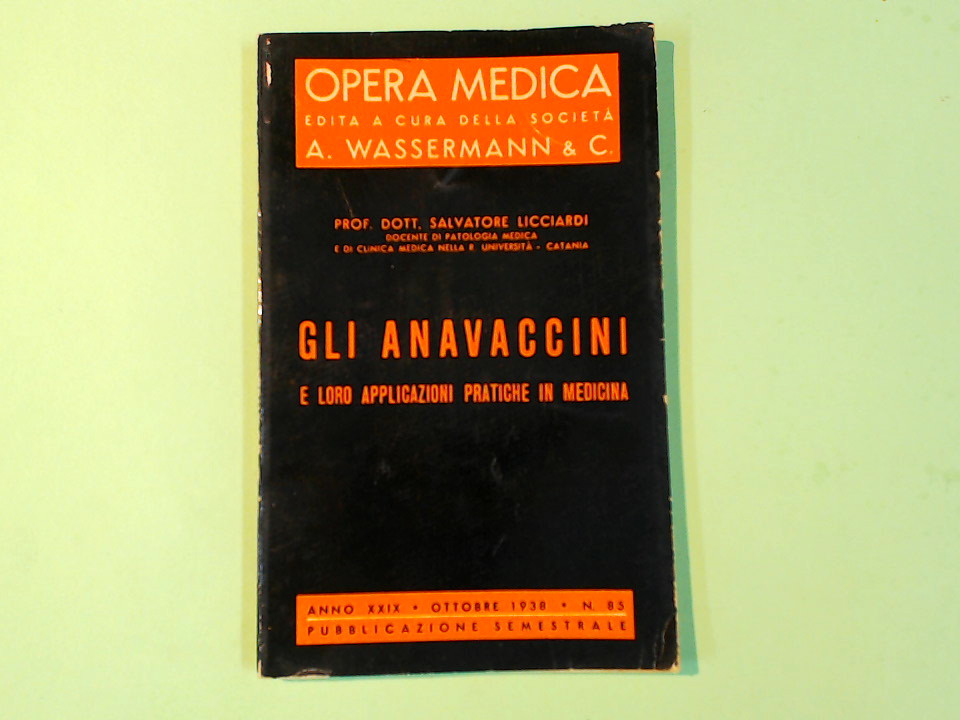 OPERA MEDICA
EDITA A CURA DELLA SOCIETÀ
A. WASSERMANN & C.
PROF. DOTT. SALVATORE LICCIARDI
DOCENTE DI PATOLOGIA MEDICA
E DI CLINICA MEDICA NELLA R. UNIVERSITÀ - CATANIA
GLI ANAVACCINI
E LORO APPLICAZIONI PRATICHE IN MEDICINA
ANNO XXIX • OTTOBRE 1938 • N. 85
PUBBLICAZIONE SEMESTRALE